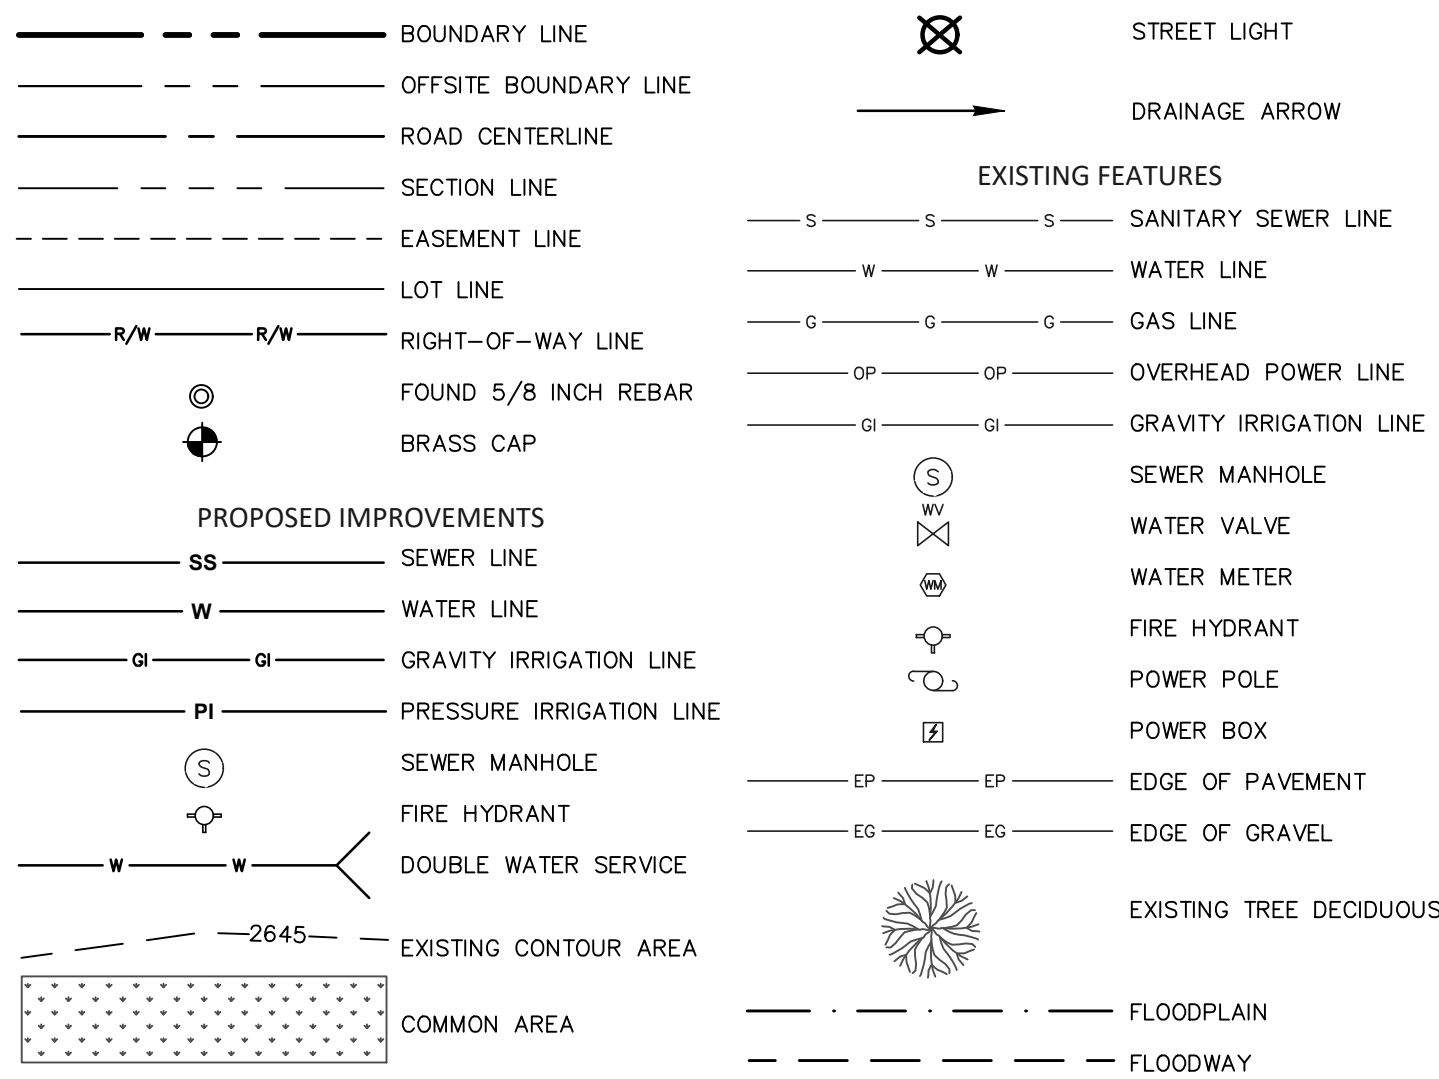 BOUNDARY LINE
OFFSITE BOUNDARY LINE
ROAD CENTERLINE
SECTION LINE
EASEMENT LINE
LOT LINE
R/W R/W RIGHT-OF-WAY LINE
FOUND 5/8 INCH REBAR
BRASS CAP
PROPOSED IMPROVEMENTS
SS SEWER LINE
W WATER LINE
GI GI GRAVITY IRRIGATION LINE
PI PRESSURE IRRIGATION LINE
S SEWER MANHOLE
FIRE HYDRANT
W W DOUBLE WATER SERVICE
2645 EXISTING CONTOUR AREA
COMMON AREA
STREET LIGHT
DRAINAGE ARROW
EXISTING FEATURES
S S S SANITARY SEWER LINE
W W WATER LINE
G G G GAS LINE
OP OP OVERHEAD POWER LINE
GI GI GRAVITY IRRIGATION LINE
S SEWER MANHOLE
WV WATER VALVE
WM WATER METER
FIRE HYDRANT
POWER POLE
POWER BOX
EP EP EDGE OF PAVEMENT
EG EG EDGE OF GRAVEL
EXISTING TREE DECIDUOUS
FLOODPLAIN
FLOODWAY